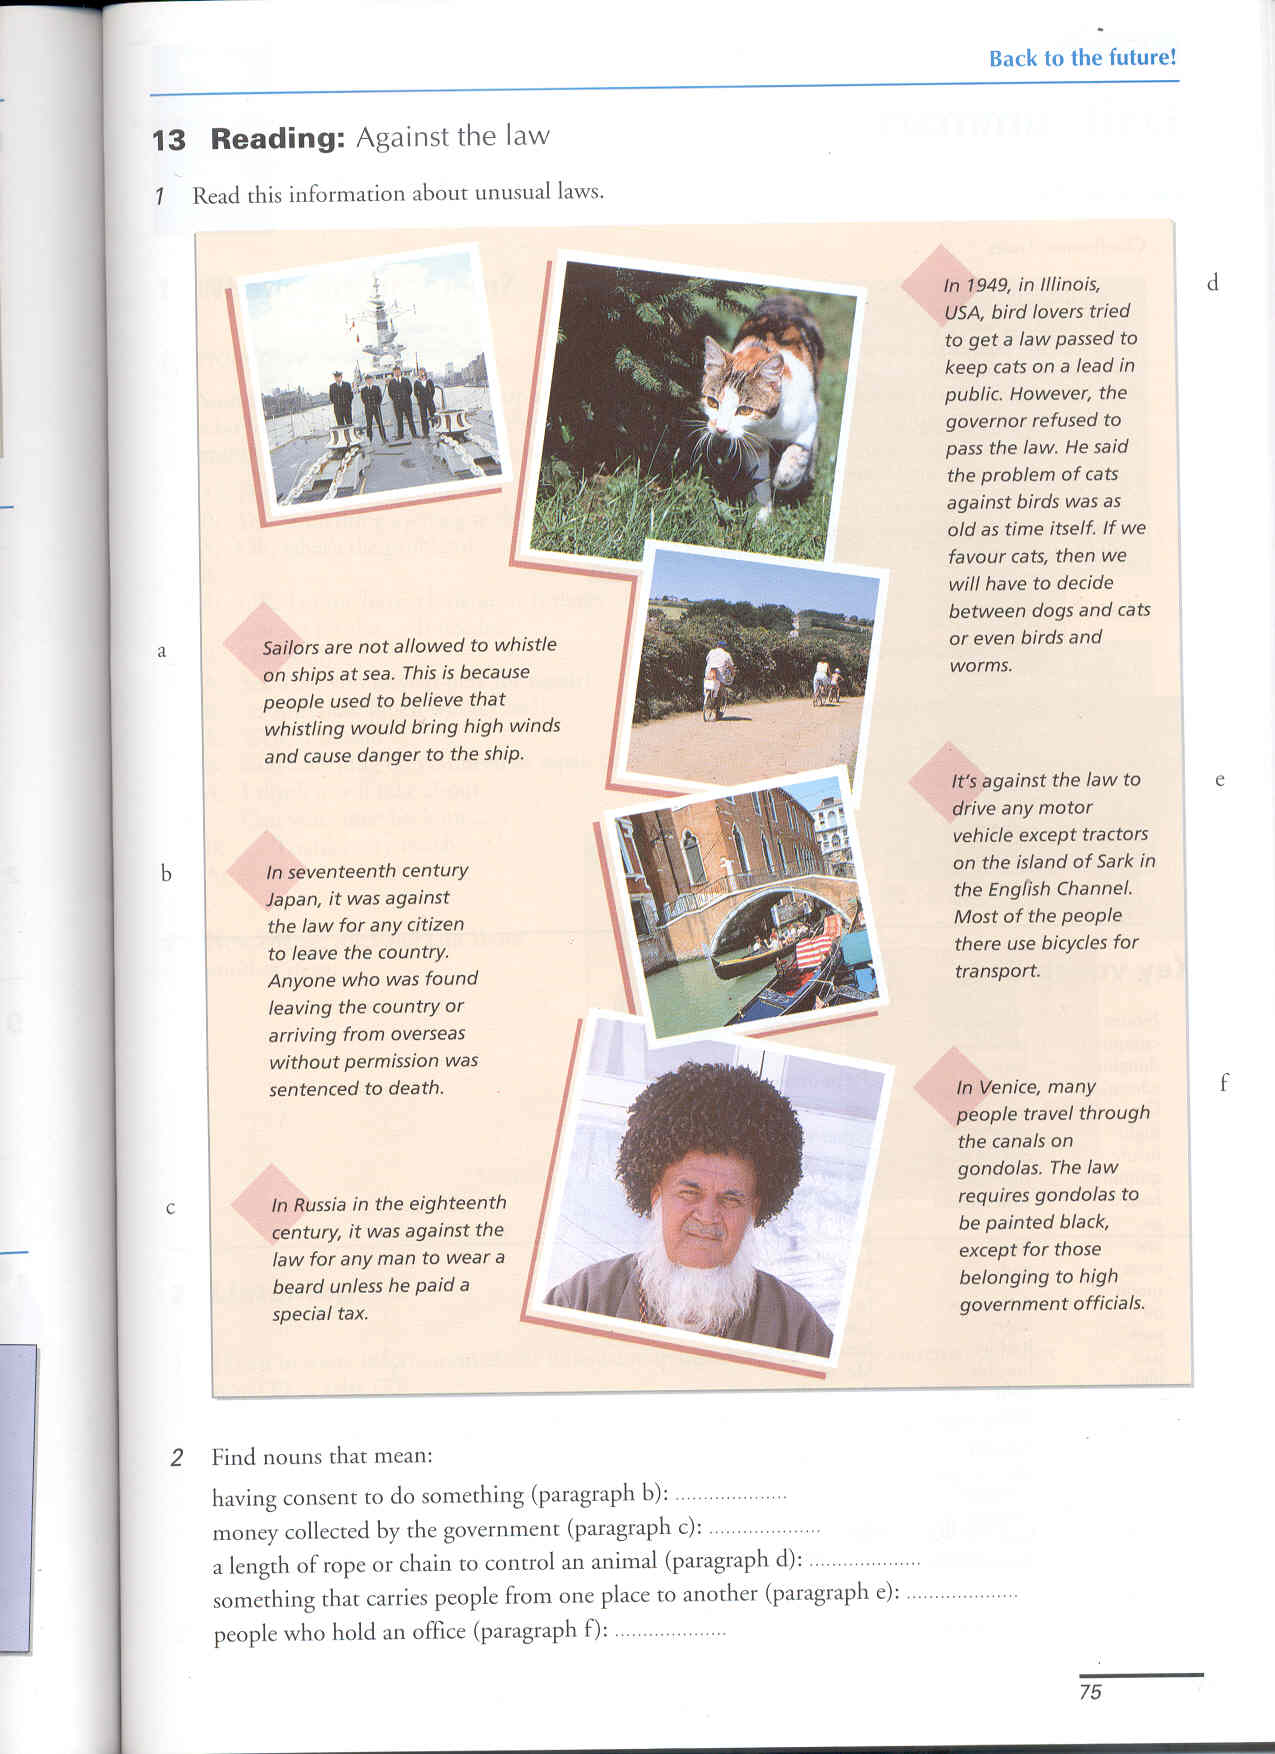 Back to the future!
13 Reading: Against the law
1 Read this information about unusual laws.
a
Sailors are not allowed to whistle
on ships at sea. This is because
people used to believe that
whistling would bring high winds
and cause danger to the ship.
b
In seventeenth century
Japan, it was against
the law for any citizen
to leave the country.
Anyone who was found
leaving the country or
arriving from overseas
without permission was
sentenced to death.
c
In Russia in the eighteenth
century, it was against the
law for any man to wear a
beard unless he paid a
special tax.
d
In 1949, in Illinois,
USA, bird lovers tried
to get a law passed to
keep cats on a lead in
public. However, the
governor refused to
pass the law. He said
the problem of cats
against birds was as
old as time itself. If we
favour cats, then we
will have to decide
between dogs and cats
or even birds and
worms.
e
It's against the law to
drive any motor
vehicle except tractors
on the island of Sark in
the English Channel.
Most of the people
there use bicycles for
transport.
f
In Venice, many
people travel through
the canals on
gondolas. The law
requires gondolas to
be painted black,
except for those
belonging to high
government officials.
2 Find nouns that mean:
having consent to do something (paragraph b): ....................
money collected by the government (paragraph c): ....................
a length of rope or chain to control an animal (paragraph d): ....................
something that carries people from one place to another (paragraph e): ....................
people who hold an office (paragraph f): ....................
75